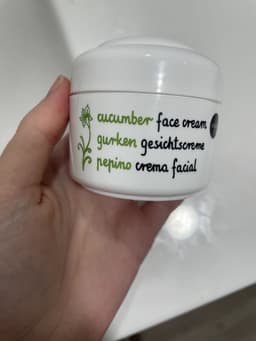 cucumber face cream
gurken gesichtscreme
pepino crema facial